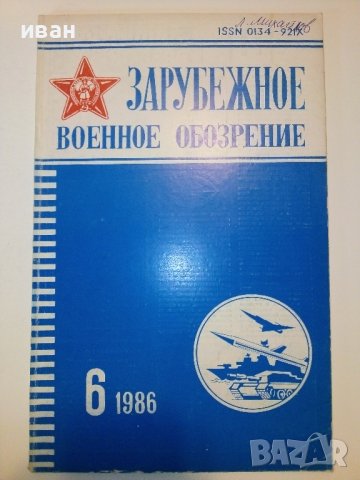 иван
ISSN 0134-921X
ЗАРУБЕЖНОЕ
ВОЕННОЕ ОБОЗРЕНИЕ
6 1986
BAZAR